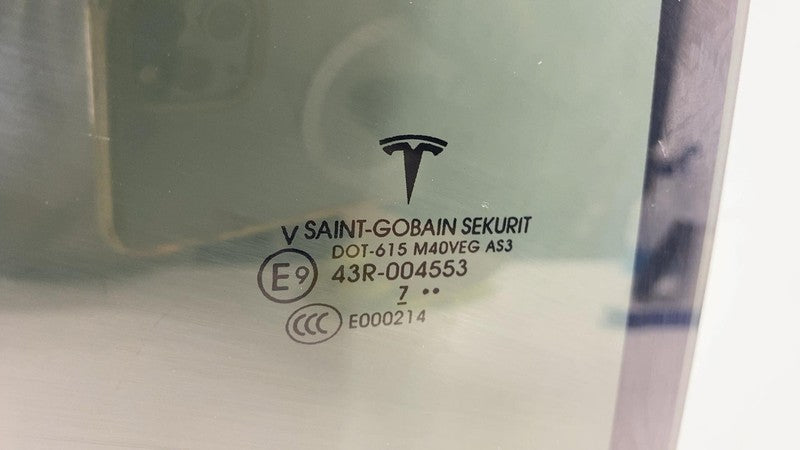 V SAINT-GOBAIN SEKURIT
DOT-615 M40VEG AS3
E9 43R-004553
7 ••
CCC E000214